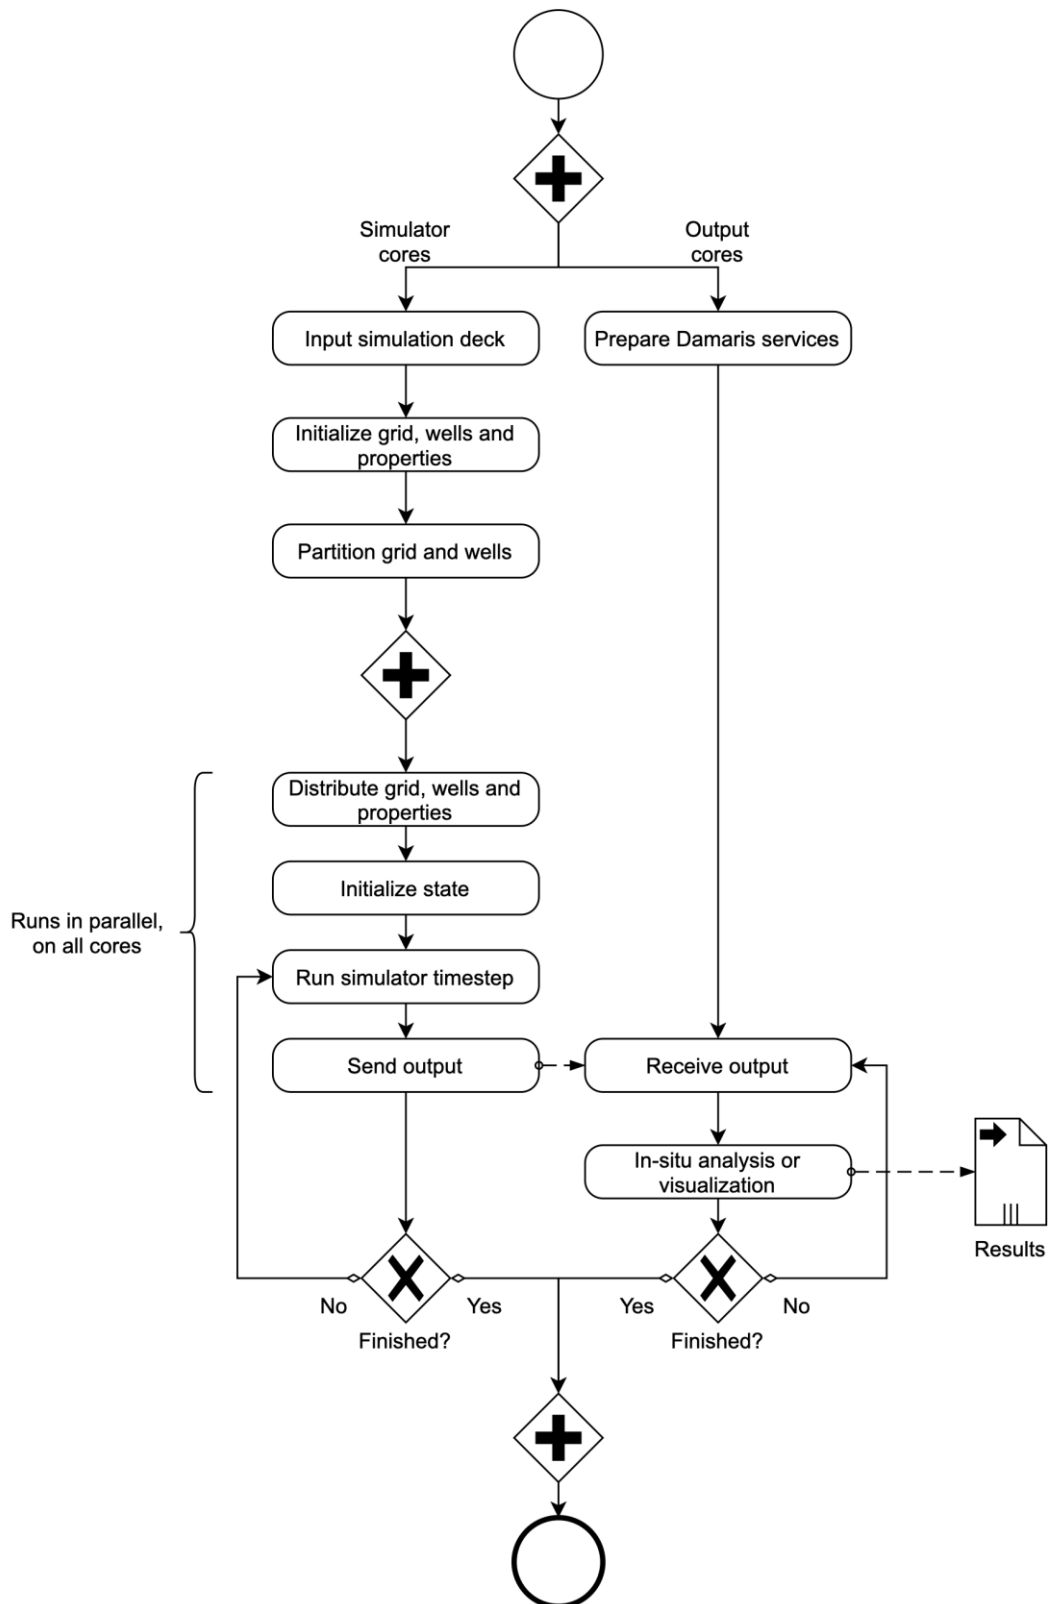 Simulator
cores
Output
cores
Input simulation deck
Prepare Damaris services
Initialize grid, wells and
properties
Partition grid and wells
Distribute grid, wells and
properties
Initialize state
Runs in parallel,
on all cores
Run simulator timestep
Send output
Receive output
In-situ analysis or
visualization
Results
No
Yes
Yes
No
Finished?
Finished?